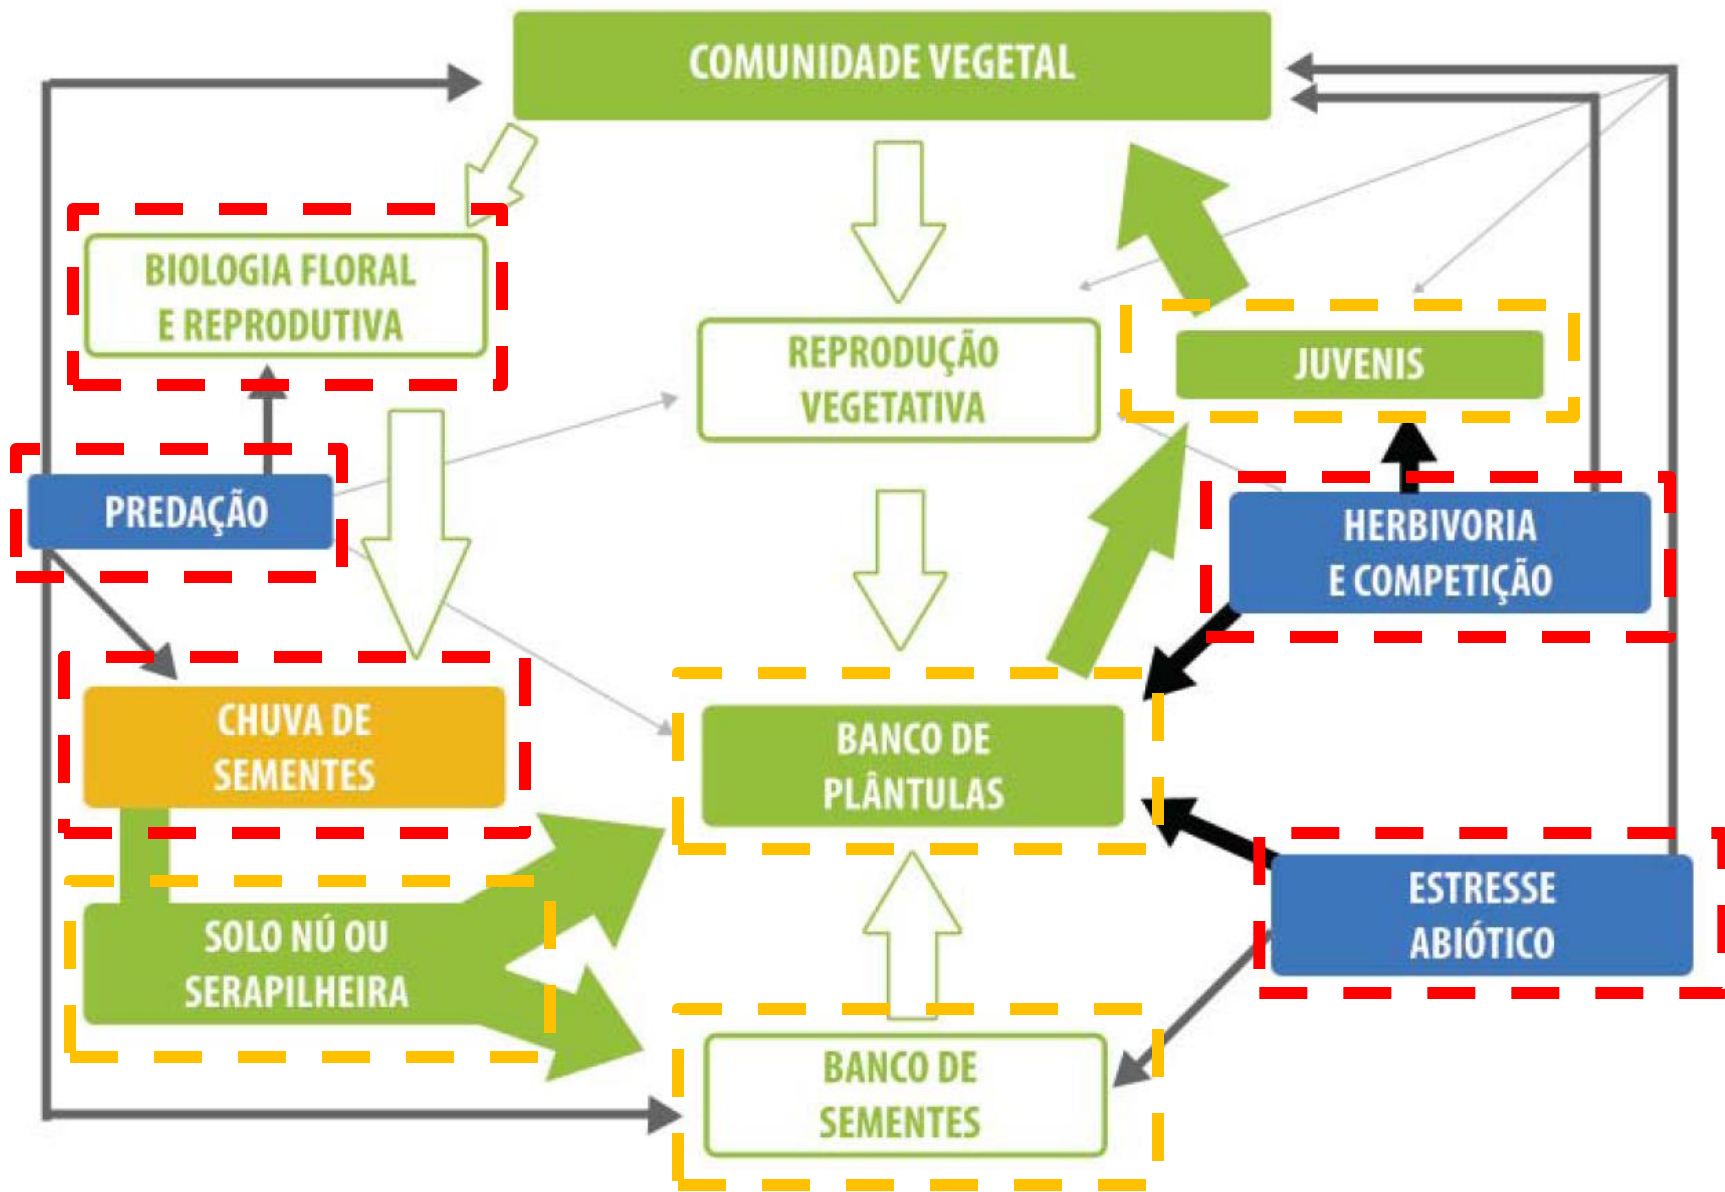 COMUNIDADE VEGETAL
BIOLOGIA FLORAL
E REPRODUTIVA
REPRODUÇÃO
VEGETATIVA
JUVENIS
PREDAÇÃO
HERBIVORIA
E COMPETIÇÃO
CHUVA DE
SEMENTES
BANCO DE
PLÂNTULAS
SOLO NÚ OU
SERAPILHEIRA
ESTRESSE
ABIÓTICO
BANCO DE
SEMENTES